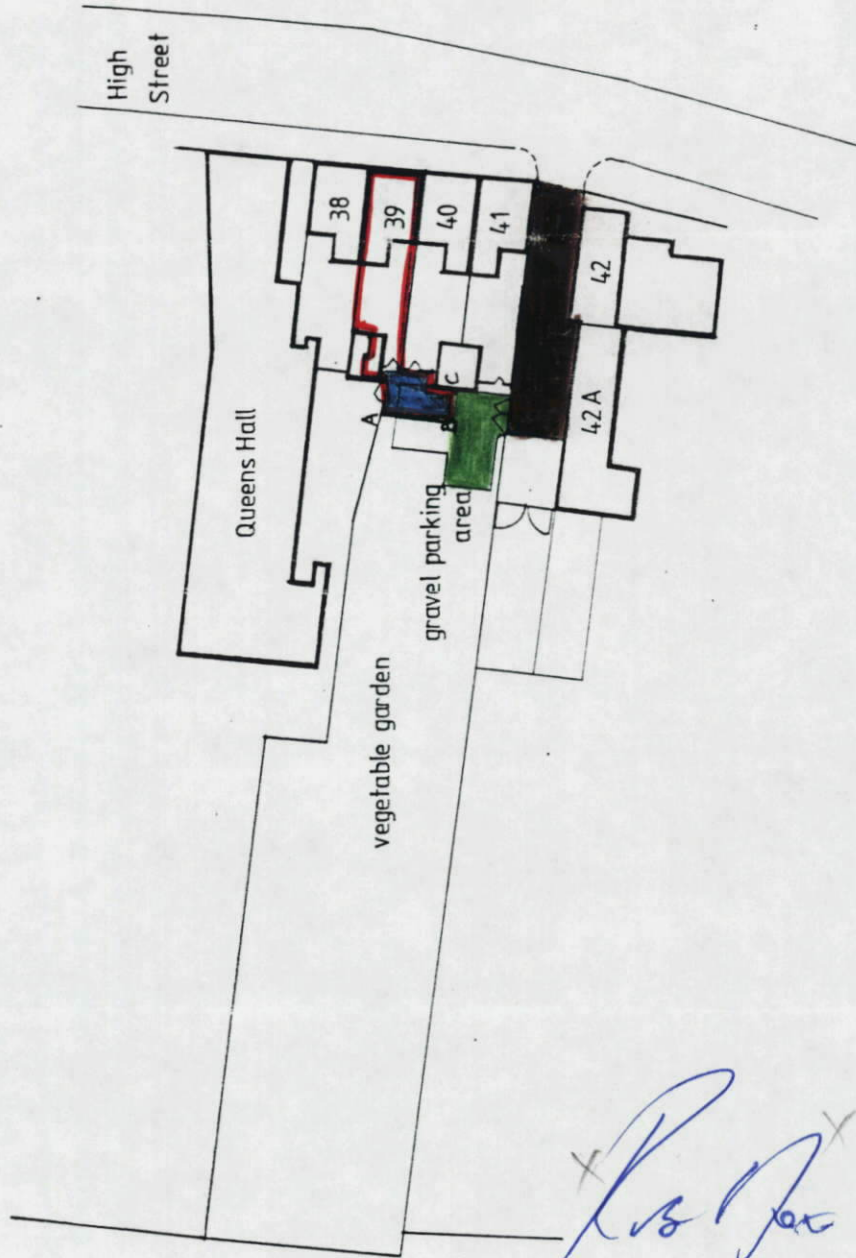 High
Street
38
39
40
41
42
42 A
Queens Hall
A
B
C
gravel parking
area
vegetable garden